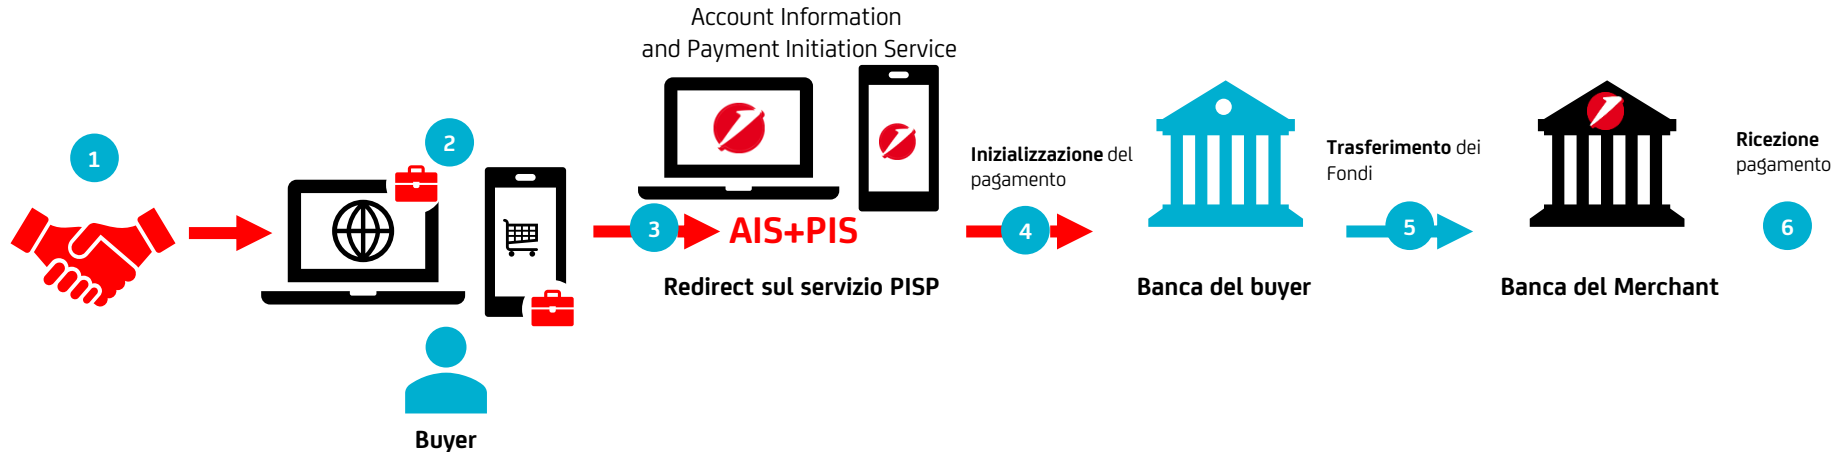 Account Information
and Payment Initiation Service
1
2
3
AIS+PIS
Redirect sul servizio PISP
Buyer
Inizializzazione del
pagamento
4
Banca del buyer
Trasferimento dei
Fondi
5
Banca del Merchant
Ricezione
pagamento
6